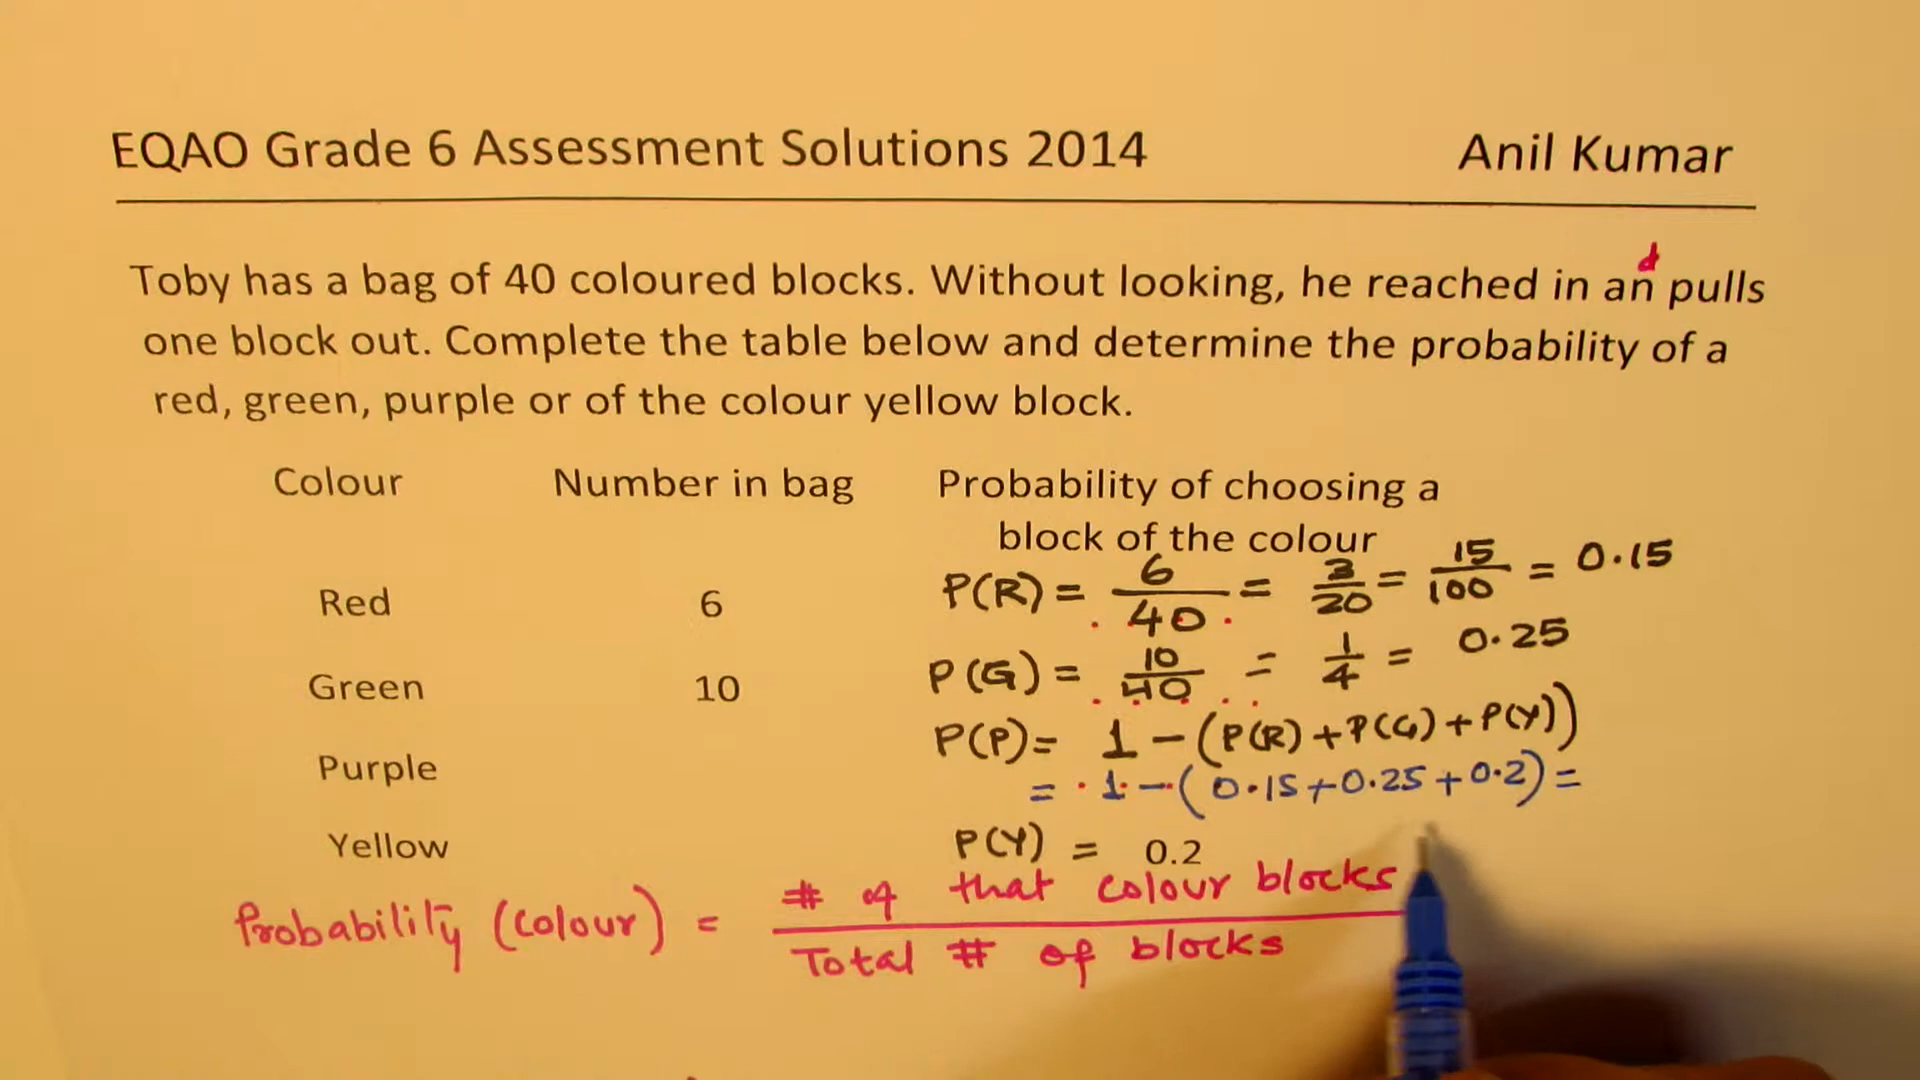 EQAO Grade 6 Assessment Solutions 2014 Anil Kumar
d
Toby has a bag of 40 coloured blocks. Without looking, he reached in an pulls
one block out. Complete the table below and determine the probability of a
red, green, purple or of the colour yellow block.
Colour Number in bag Probability of choosing a
block of the colour
Red 6 P(R) = 6/40 = 3/20 = 15/100 = 0.15
Green 10 P(G) = 10/40 = 1/4 = 0.25
Purple P(P) = 1 - (P(R) + P(G) + P(Y))
= 1 - (0.15 + 0.25 + 0.2) =
Yellow P(Y) = 0.2
Probability (Colour) = # of that colour blocks
Total # of blocks